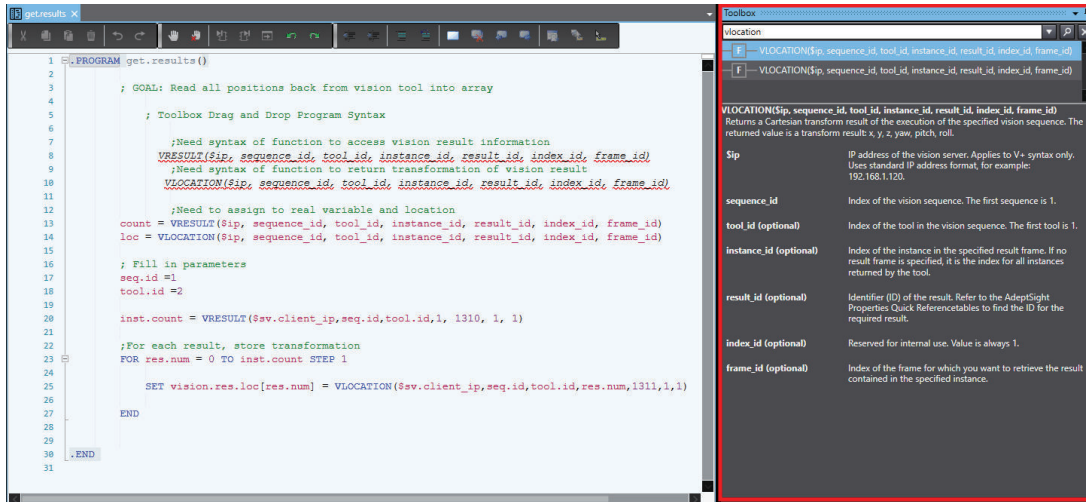 get.results ×
1 .PROGRAM get.results()
2
3 ; GOAL: Read all positions back from vision tool into array
4
5 ; Toolbox Drag and Drop Program Syntax
6
7 ;Need syntax of function to access vision result information
8 VRESULT($ip, sequence_id, tool_id, instance_id, result_id, index_id, frame_id)
9 ;Need syntax of function to return transformation of vision result
10 VLOCATION($ip, sequence_id, tool_id, instance_id, result_id, index_id, frame_id)
11
12 ;Need to assign to real variable and location
13 count = VRESULT($ip, sequence_id, tool_id, instance_id, result_id, index_id, frame_id)
14 loc = VLOCATION($ip, sequence_id, tool_id, instance_id, result_id, index_id, frame_id)
15
16 ; Fill in parameters
17 seq.id =1
18 tool.id =2
19
20 inst.count = VRESULT($sv.client_ip,seq.id,tool.id,1, 1310, 1, 1)
21
22 ;For each result, store transformation
23 FOR res.num = 0 TO inst.count STEP 1
24
25 SET vision.res.loc[res.num] = VLOCATION($sv.client_ip,seq.id,tool.id,res.num,1311,1,1)
26
27 END
28
29
30 .END
31
Toolbox
vlocation
F VLOCATION($ip, sequence_id, tool_id, instance_id, result_id, index_id, frame_id)
F VLOCATION($ip, sequence_id, tool_id, instance_id, result_id, index_id, frame_id)
VLOCATION($ip, sequence_id, tool_id, instance_id, result_id, index_id, frame_id)
Returns a Cartesian transform result of the execution of the specified vision sequence. The
returned value is a transform result: x, y, z, yaw, pitch, roll.
$ip IP address of the vision server. Applies to V+ syntax only.
Uses standard IP address format, for example:
192.168.1.120.
sequence_id Index of the vision sequence. The first sequence is 1.
tool_id (optional) Index of the tool in the vision sequence. The first tool is 1.
instance_id (optional) Index of the instance in the specified result frame. If no
result frame is specified, it is the index for all instances
returned by the tool.
result_id (optional) Identifier (ID) of the result. Refer to the AdeptSight
Properties Quick Referencetables to find the ID for the
required result.
index_id (optional) Reserved for internal use. Value is always 1.
frame_id (optional) Index of the frame for which you want to retrieve the result
contained in the specified instance.